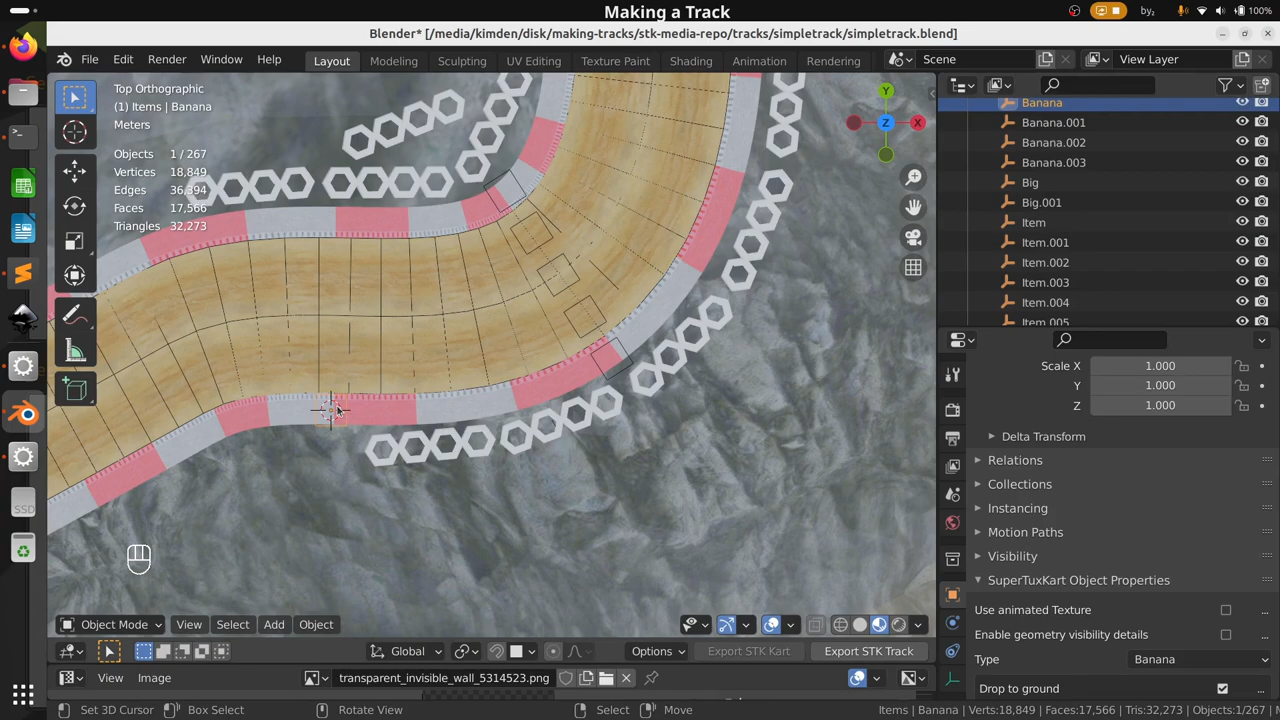 Making a Track
by₂
100%
Blender* [/media/kimden/disk/making-tracks/stk-media-repo/tracks/simpletrack/simpletrack.blend]
File Edit Render Window Help Layout Modeling Sculpting UV Editing Texture Paint Shading Animation Rendering Scene View Layer
Top Orthographic
(1) Items | Banana
Meters
Objects 1 / 267
Vertices 18,849
Edges 36,394
Faces 17,566
Triangles 32,273
Y
Z
X
Banana
Banana.001
Banana.002
Banana.003
Big
Big.001
Item
Item.001
Item.002
Item.003
Item.004
Item.005
Scale X 1.000
Y 1.000
Z 1.000
Delta Transform
Relations
Collections
Instancing
Motion Paths
Visibility
SuperTuxKart Object Properties
Use animated Texture ...
Enable geometry visibility details ...
Type Banana
Drop to ground ...
SSD
Object Mode View Select Add Object
Global Options Export STK Kart Export STK Track
View Image transparent_invisible_wall_5314523.png
Set 3D Cursor Box Select Rotate View Select Move Items | Banana | Verts:18,849 | Faces:17,566 | Tris:32,273 | Objects:1/267